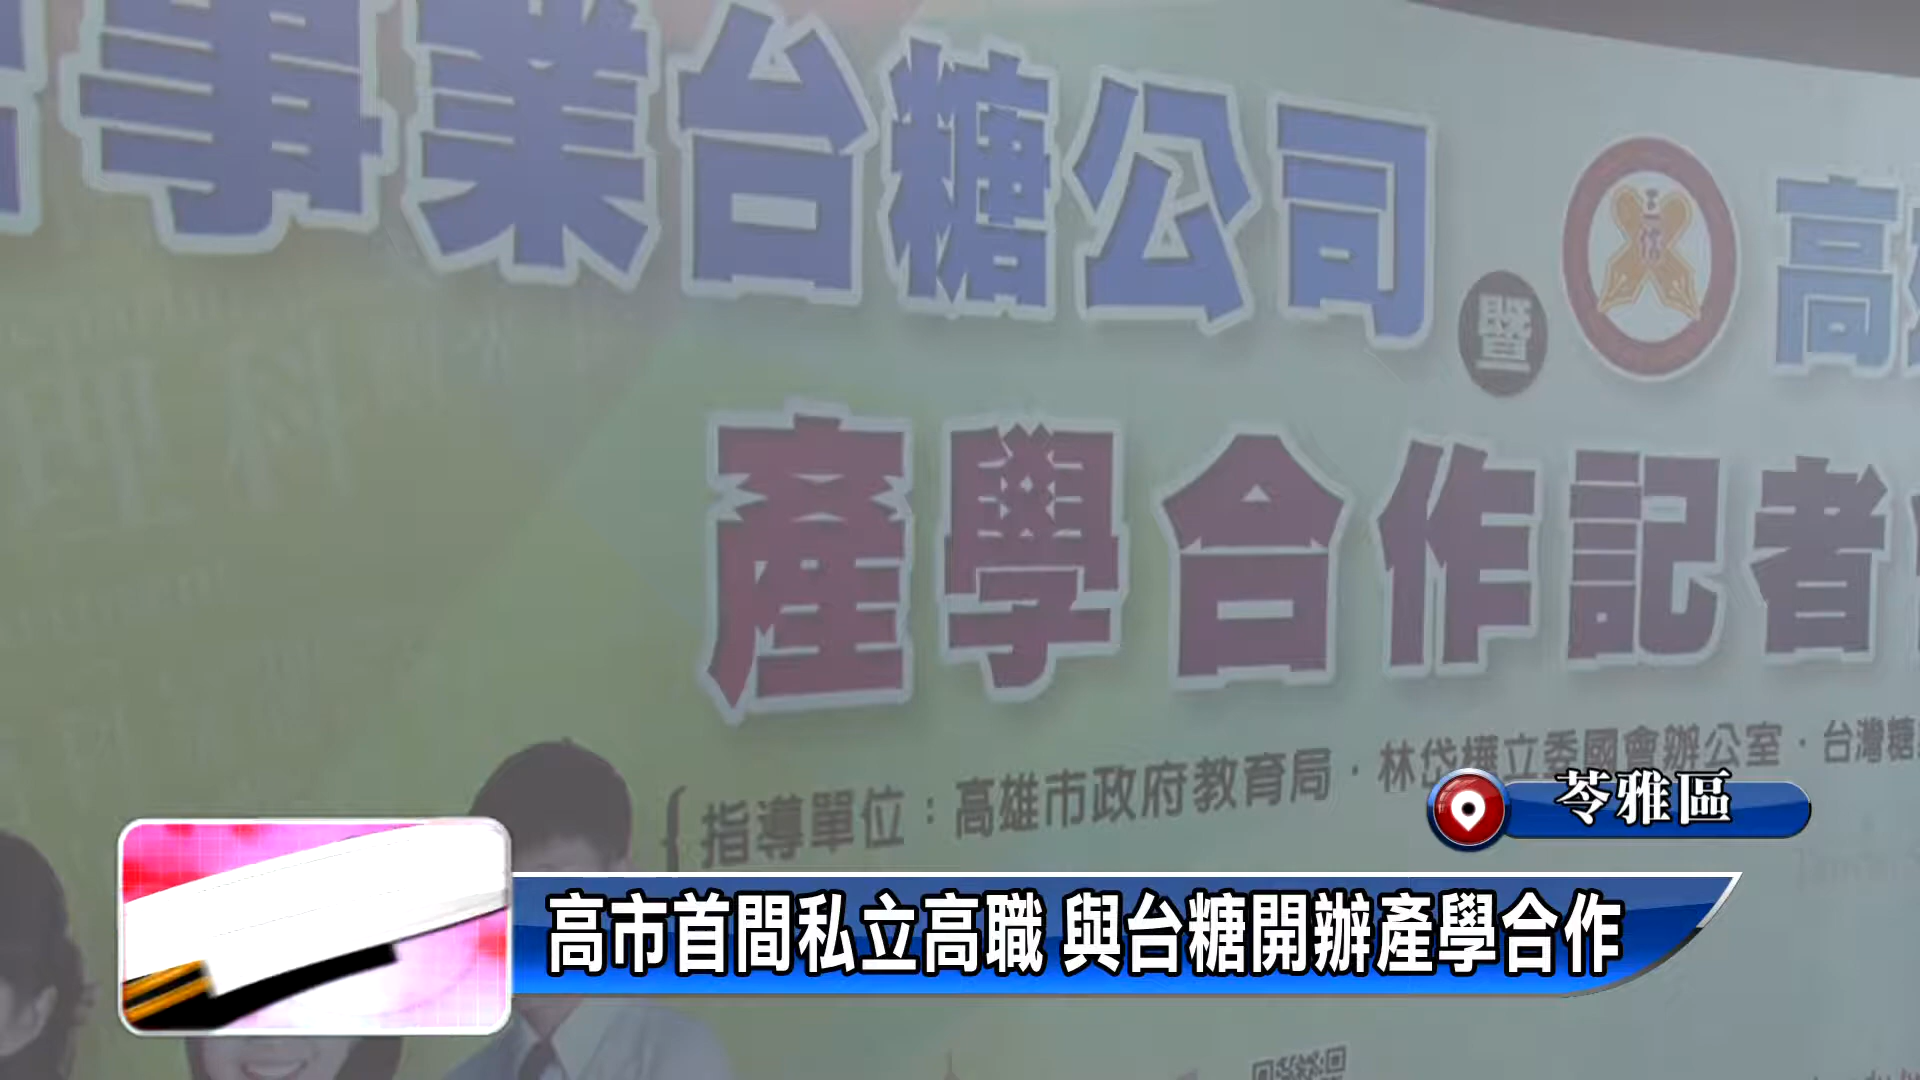 事業台糖公司 暨 三信 高雄
產學合作記者
指導單位：高雄市政府教育局・林岱樺立委國會辦公室・台灣糖
苓雅區
高市首間私立高職 與台糖開辦產學合作